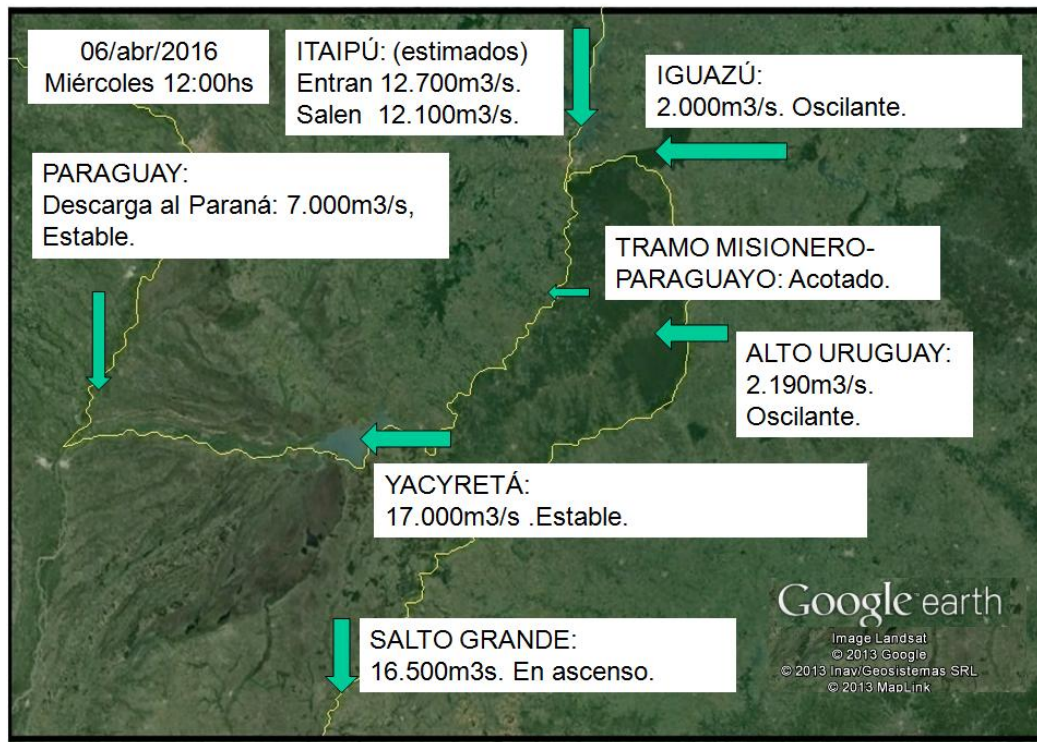 06/abr/2016
Miércoles 12:00hs
ITAIPÚ: (estimados)
Entran 12.700m3/s.
Salen  12.100m3/s.
IGUAZÚ:
2.000m3/s. Oscilante.
PARAGUAY:
Descarga al Paraná: 7.000m3/s,
Estable.
TRAMO MISIONERO-
PARAGUAYO: Acotado.
ALTO URUGUAY:
2.190m3/s.
Oscilante.
YACYRETÁ:
17.000m3/s .Estable.
SALTO GRANDE:
16.500m3s. En ascenso.
Google earth
Image Landsat
© 2013 Google
© 2013 Inav/Geosistemas SRL
© 2013 MapLink